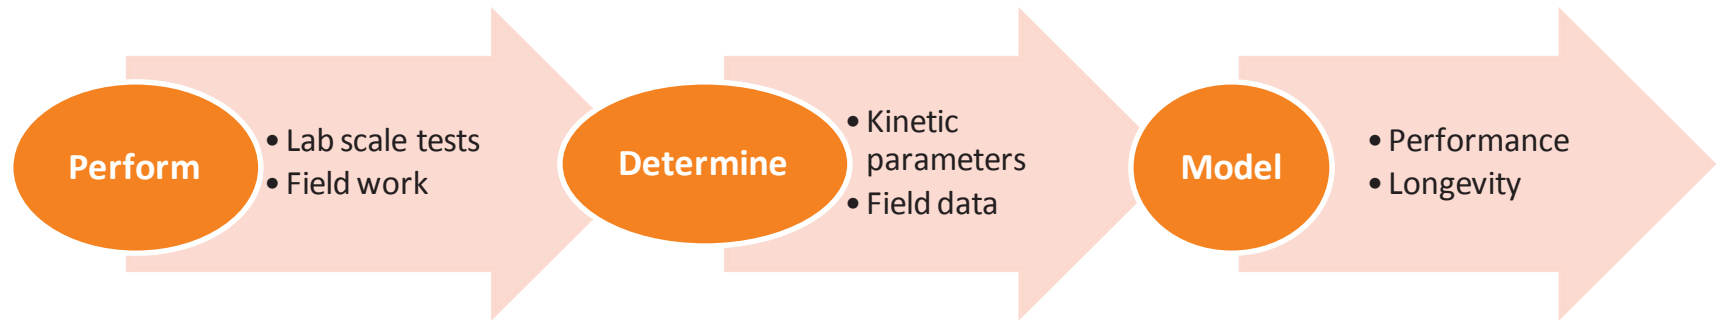 Perform
• Lab scale tests
• Field work
Determine
• Kinetic
parameters
• Field data
Model
• Performance
• Longevity